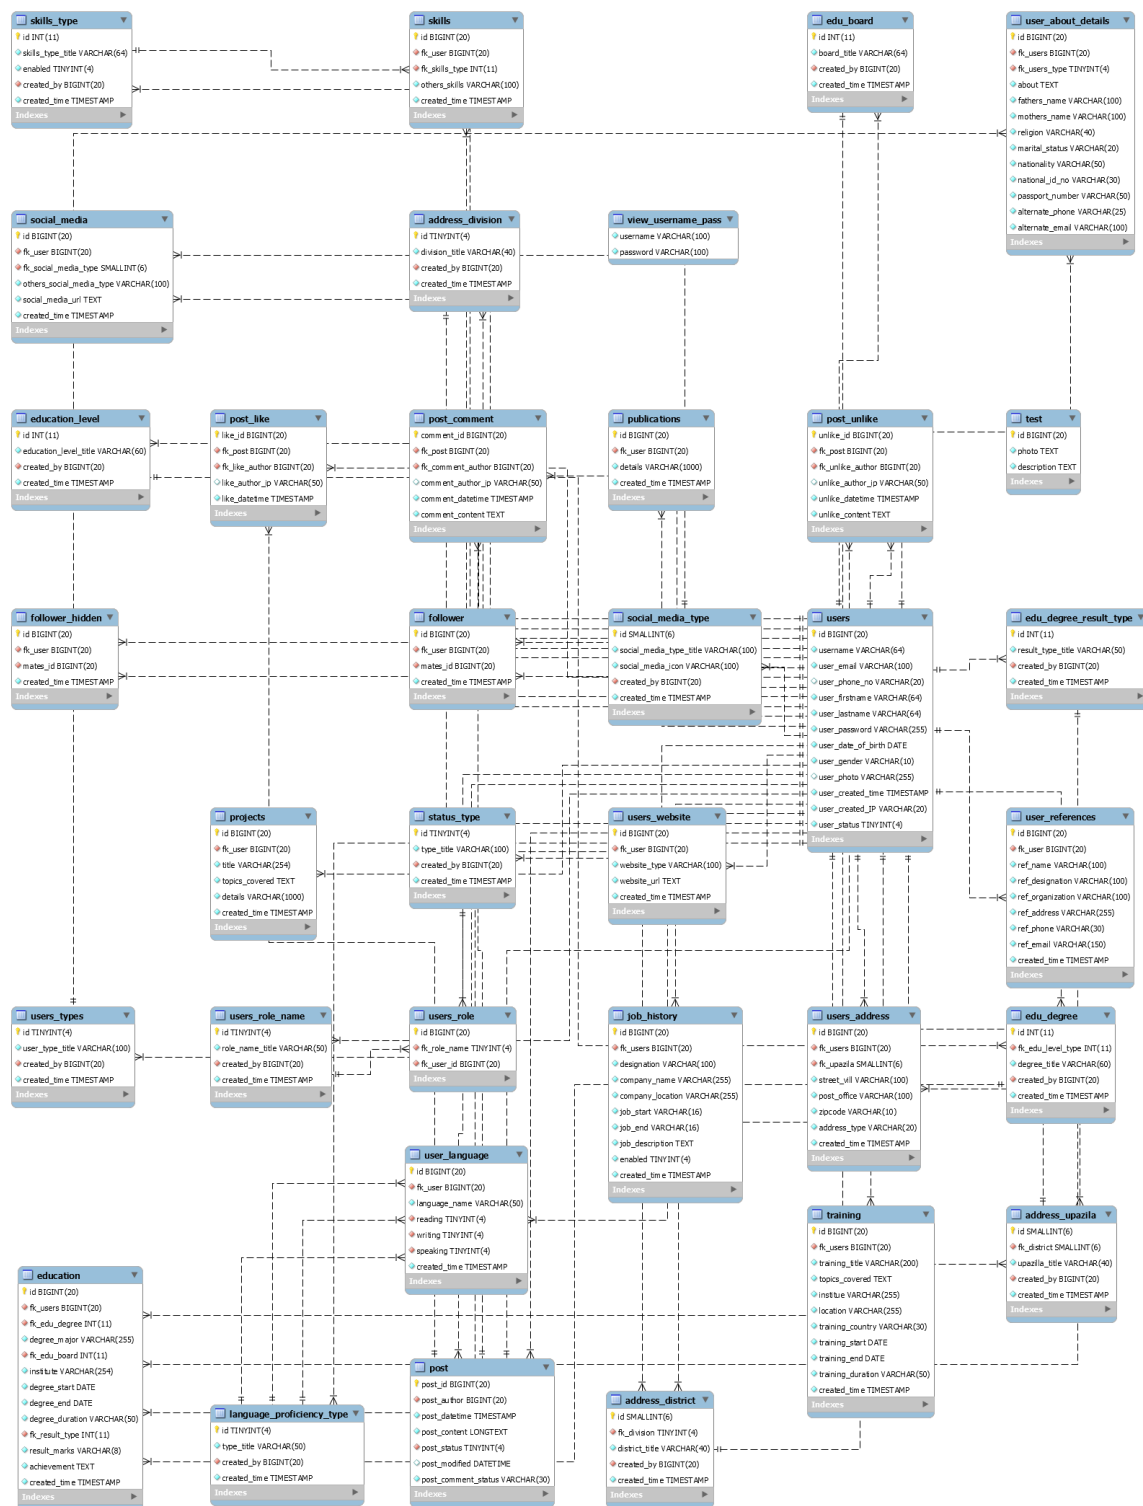 skills_type
id INT(11)
skills_type_title VARCHAR(64)
enabled TINYINT(4)
created_by BIGINT(20)
created_time TIMESTAMP
Indexes
skills
id BIGINT(20)
fk_user BIGINT(20)
fk_skills_type INT(11)
others_skills VARCHAR(100)
created_time TIMESTAMP
Indexes
edu_board
id INT(11)
board_title VARCHAR(64)
created_by BIGINT(20)
created_time TIMESTAMP
Indexes
user_about_details
id BIGINT(20)
fk_users BIGINT(20)
fk_users_type TINYINT(4)
about TEXT
fathers_name VARCHAR(100)
mothers_name VARCHAR(100)
religion VARCHAR(40)
marital_status VARCHAR(20)
nationality VARCHAR(50)
national_id_no VARCHAR(30)
passport_number VARCHAR(50)
alternate_phone VARCHAR(25)
alternate_email VARCHAR(100)
Indexes
social_media
id BIGINT(20)
fk_user BIGINT(20)
fk_social_media_type SMALLINT(6)
others_social_media_type VARCHAR(100)
social_media_url TEXT
created_time TIMESTAMP
Indexes
address_division
id TINYINT(4)
division_title VARCHAR(40)
created_by BIGINT(20)
created_time TIMESTAMP
Indexes
view_username_pass
username VARCHAR(100)
password VARCHAR(100)
education_level
id INT(11)
education_level_title VARCHAR(60)
created_by BIGINT(20)
created_time TIMESTAMP
Indexes
post_like
like_id BIGINT(20)
fk_post BIGINT(20)
fk_like_author BIGINT(20)
like_author_ip VARCHAR(50)
like_datetime TIMESTAMP
Indexes
post_comment
comment_id BIGINT(20)
fk_post BIGINT(20)
fk_comment_author BIGINT(20)
comment_author_ip VARCHAR(50)
comment_datetime TIMESTAMP
comment_content TEXT
Indexes
publications
id BIGINT(20)
fk_user BIGINT(20)
details VARCHAR(1000)
created_time TIMESTAMP
Indexes
post_unlike
unlike_id BIGINT(20)
fk_post BIGINT(20)
fk_unlike_author BIGINT(20)
unlike_author_ip VARCHAR(50)
unlike_datetime TIMESTAMP
unlike_content TEXT
Indexes
test
id BIGINT(20)
photo TEXT
description TEXT
Indexes
follower_hidden
id BIGINT(20)
fk_user BIGINT(20)
mates_id BIGINT(20)
created_time TIMESTAMP
Indexes
follower
id BIGINT(20)
fk_user BIGINT(20)
mates_id BIGINT(20)
created_time TIMESTAMP
Indexes
social_media_type
id SMALLINT(6)
social_media_type_title VARCHAR(100)
social_media_icon VARCHAR(100)
created_by BIGINT(20)
created_time TIMESTAMP
Indexes
users
id BIGINT(20)
username VARCHAR(64)
user_email VARCHAR(100)
user_phone_no VARCHAR(20)
user_firstname VARCHAR(64)
user_lastname VARCHAR(64)
user_password VARCHAR(255)
user_date_of_birth DATE
user_gender VARCHAR(10)
user_photo VARCHAR(255)
user_created_time TIMESTAMP
user_created_IP VARCHAR(20)
user_status TINYINT(4)
Indexes
edu_degree_result_type
id INT(11)
result_type_title VARCHAR(50)
created_by BIGINT(20)
created_time TIMESTAMP
Indexes
projects
id BIGINT(20)
fk_user BIGINT(20)
title VARCHAR(254)
topics_covered TEXT
details VARCHAR(1000)
created_time TIMESTAMP
Indexes
status_type
id TINYINT(4)
type_title VARCHAR(100)
created_by BIGINT(20)
created_time TIMESTAMP
Indexes
users_website
id BIGINT(20)
fk_user BIGINT(20)
website_type VARCHAR(100)
website_url TEXT
created_time TIMESTAMP
Indexes
user_references
id BIGINT(20)
fk_user BIGINT(20)
ref_name VARCHAR(100)
ref_designation VARCHAR(100)
ref_organization VARCHAR(100)
ref_address VARCHAR(255)
ref_phone VARCHAR(30)
ref_email VARCHAR(150)
created_time TIMESTAMP
Indexes
users_types
id TINYINT(4)
user_type_title VARCHAR(100)
created_by BIGINT(20)
created_time TIMESTAMP
Indexes
users_role_name
id TINYINT(4)
role_name_title VARCHAR(50)
created_by BIGINT(20)
created_time TIMESTAMP
Indexes
users_role
id BIGINT(20)
fk_role_name TINYINT(4)
fk_user_id BIGINT(20)
Indexes
job_history
id BIGINT(20)
fk_users BIGINT(20)
designation VARCHAR(100)
company_name VARCHAR(255)
company_location VARCHAR(255)
job_start VARCHAR(16)
job_end VARCHAR(16)
job_description TEXT
enabled TINYINT(4)
created_time TIMESTAMP
Indexes
users_address
id BIGINT(20)
fk_users BIGINT(20)
fk_upazila SMALLINT(6)
street_vill VARCHAR(100)
post_office VARCHAR(100)
zipcode VARCHAR(10)
address_type VARCHAR(20)
created_time TIMESTAMP
Indexes
edu_degree
id INT(11)
fk_edu_level_type INT(11)
degree_title VARCHAR(60)
created_by BIGINT(20)
created_time TIMESTAMP
Indexes
user_language
id BIGINT(20)
fk_user BIGINT(20)
language_name VARCHAR(50)
reading TINYINT(4)
writing TINYINT(4)
speaking TINYINT(4)
created_time TIMESTAMP
Indexes
training
id BIGINT(20)
fk_users BIGINT(20)
training_title VARCHAR(200)
topics_covered TEXT
institue VARCHAR(255)
location VARCHAR(255)
training_country VARCHAR(30)
training_start DATE
training_end DATE
training_duration VARCHAR(50)
created_time TIMESTAMP
Indexes
address_upazila
id SMALLINT(6)
fk_district SMALLINT(6)
upazilla_title VARCHAR(40)
created_by BIGINT(20)
created_time TIMESTAMP
Indexes
education
id BIGINT(20)
fk_users BIGINT(20)
fk_edu_degree INT(11)
degree_major VARCHAR(255)
fk_edu_board INT(11)
institute VARCHAR(254)
degree_start DATE
degree_end DATE
degree_duration VARCHAR(50)
fk_result_type INT(11)
result_marks VARCHAR(8)
achievement TEXT
created_time TIMESTAMP
Indexes
language_proficiency_type
id TINYINT(4)
type_title VARCHAR(50)
created_by BIGINT(20)
created_time TIMESTAMP
Indexes
post
post_id BIGINT(20)
post_author BIGINT(20)
post_datetime TIMESTAMP
post_content LONGTEXT
post_status TINYINT(4)
post_modified DATETIME
post_comment_status VARCHAR(30)
Indexes
address_district
id SMALLINT(6)
fk_division TINYINT(4)
district_title VARCHAR(40)
created_by BIGINT(20)
created_time TIMESTAMP
Indexes